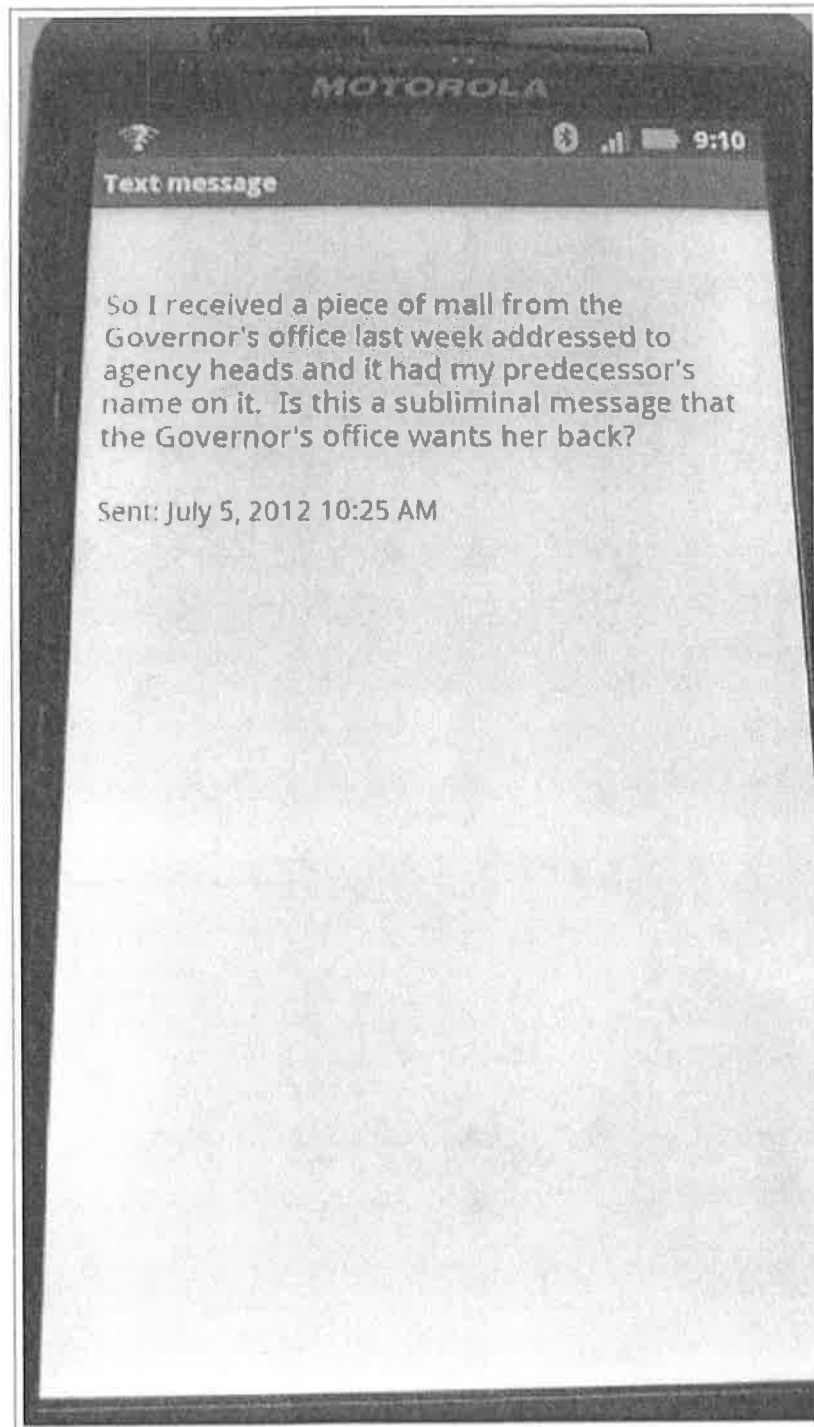 MOTOROLA
9:10
Text message
So I received a piece of mail from the
Governor's office last week addressed to
agency heads and it had my predecessor's
name on it.  Is this a subliminal message that
the Governor's office wants her back?
Sent: July 5, 2012 10:25 AM